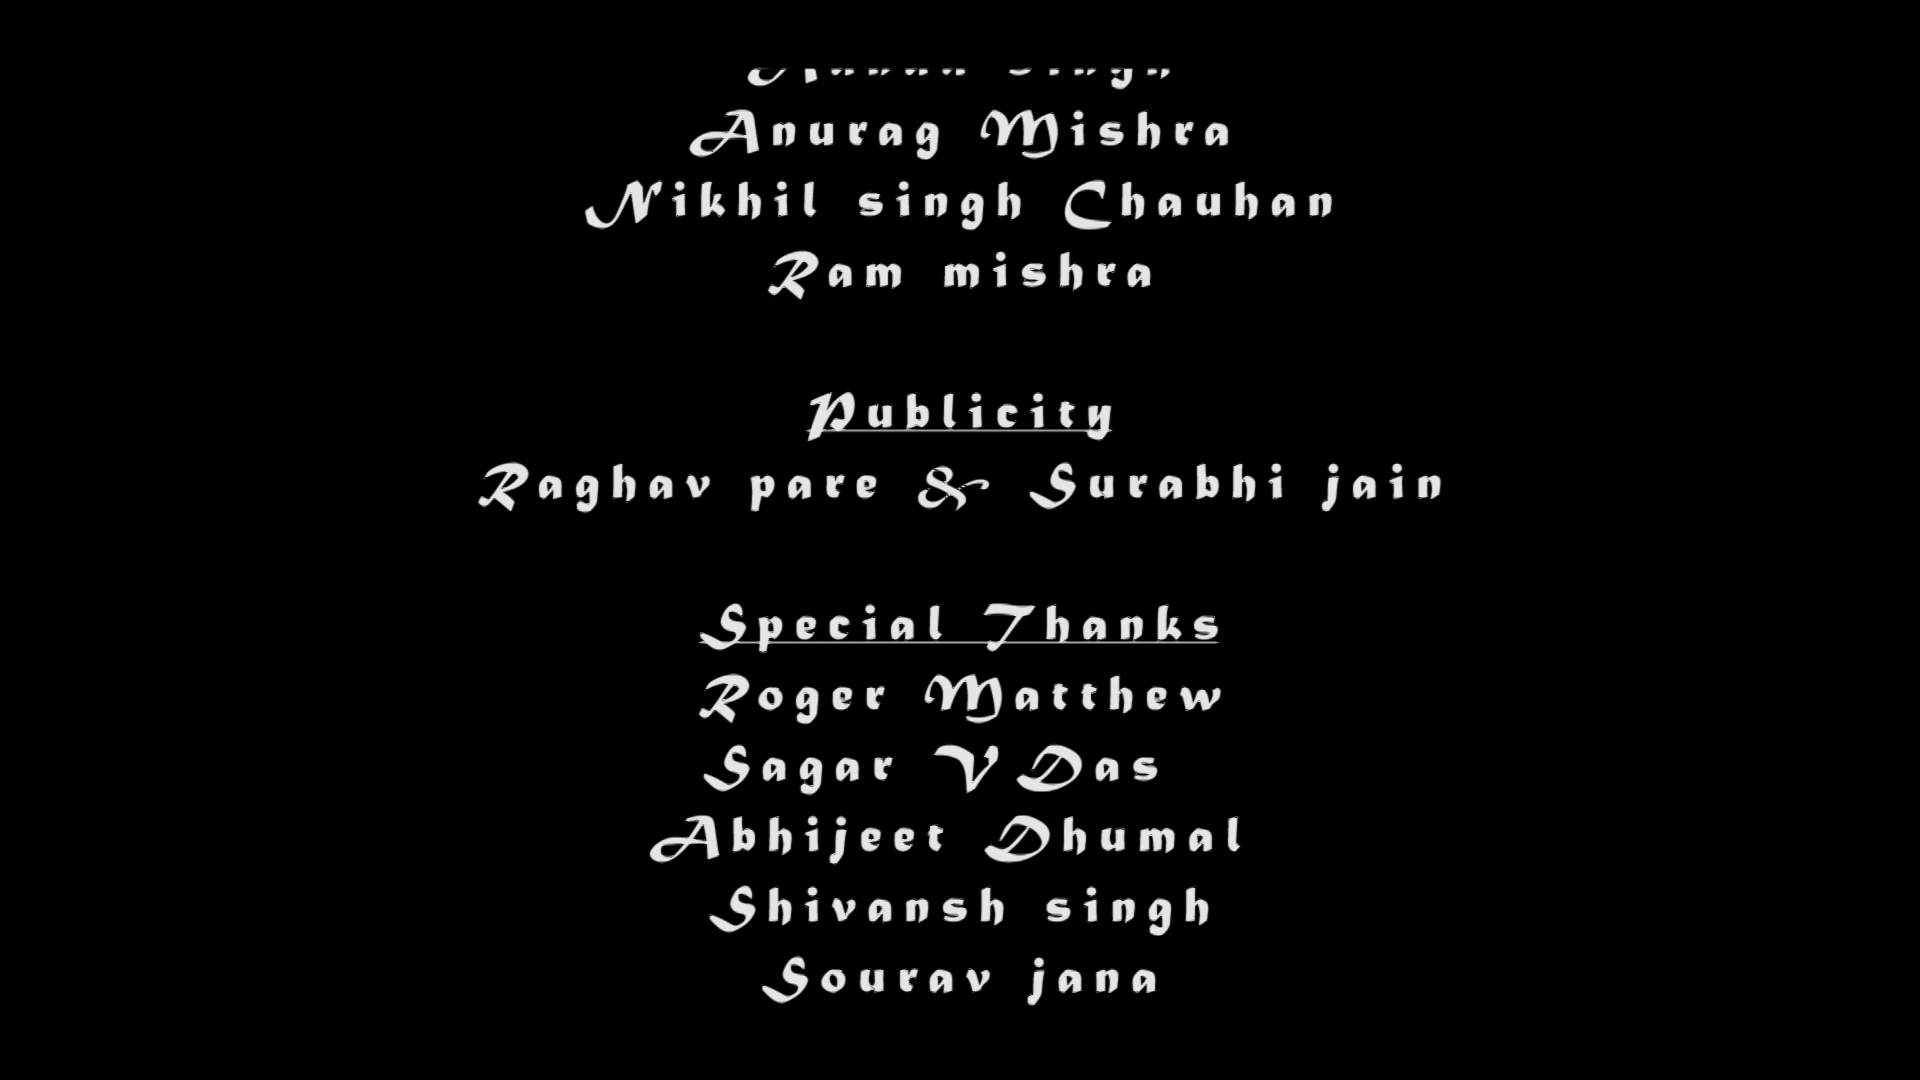 Anurag Mishra
Nikhil singh Chauhan
Ram mishra
Publicity
Raghav pare & Surabhi jain
Special Thanks
Roger Matthew
Sagar V Das
Abhijeet Dhumal
Shivansh singh
Sourav jana